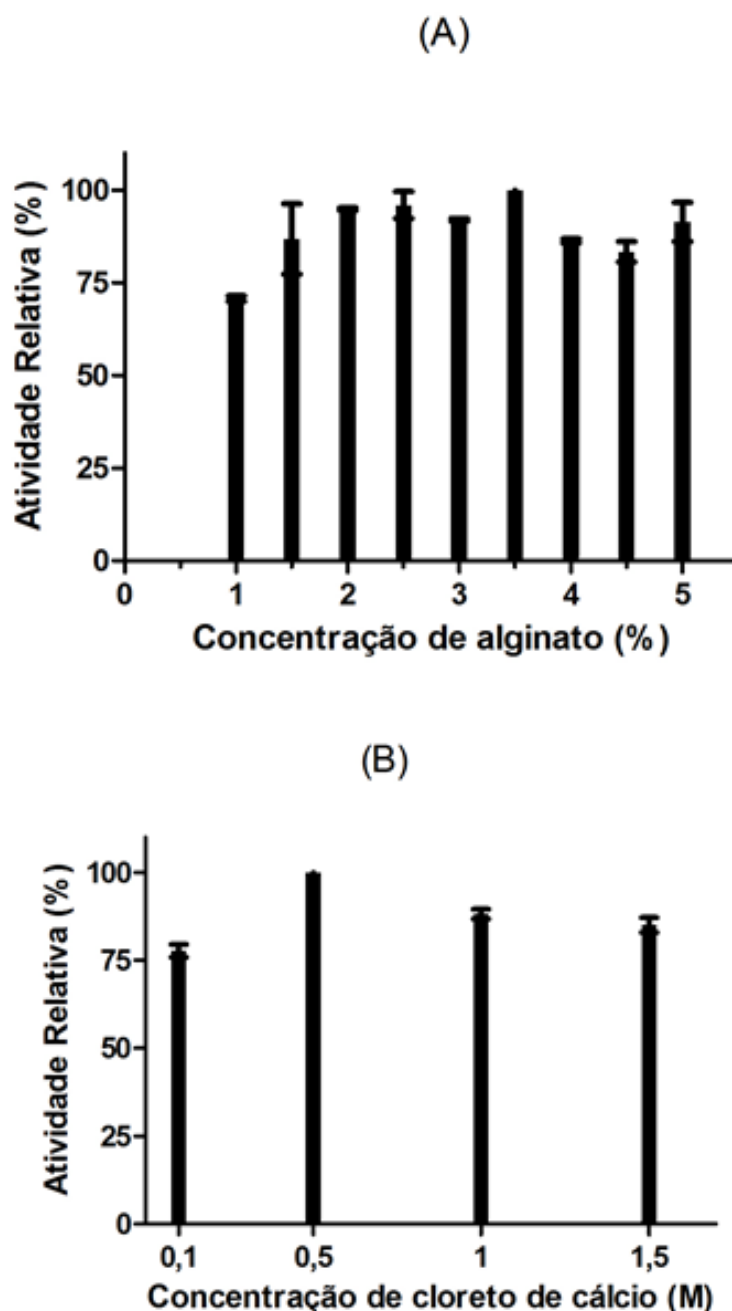 (A)
Atividade Relativa (%)
100
75
50
25
0
0 1 2 3 4 5
Concentração de alginato (%)
(B)
Atividade Relativa (%)
100
75
50
25
0
0,1 0,5 1 1,5
Concentração de cloreto de cálcio (M)